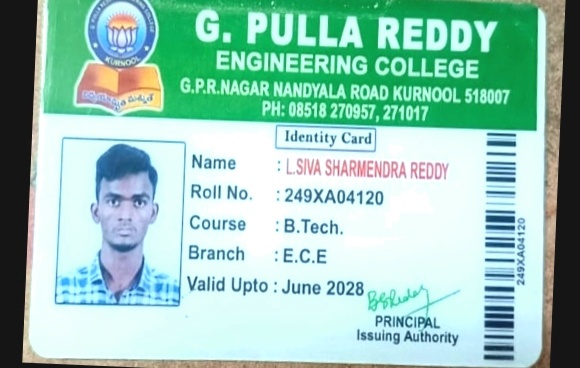 G. PULLA REDDY
ENGINEERING COLLEGE
G.P.R.NAGAR NANDYALA ROAD KURNOOL 518007
PH: 08518 270957, 271017
KURNOOL
Identity Card
Name : L.SIVA SHARMENDRA REDDY
Roll No. : 249XA04120
Course : B.Tech.
Branch : E.C.E
Valid Upto : June 2028
PRINCIPAL
Issuing Authority
249XA04120